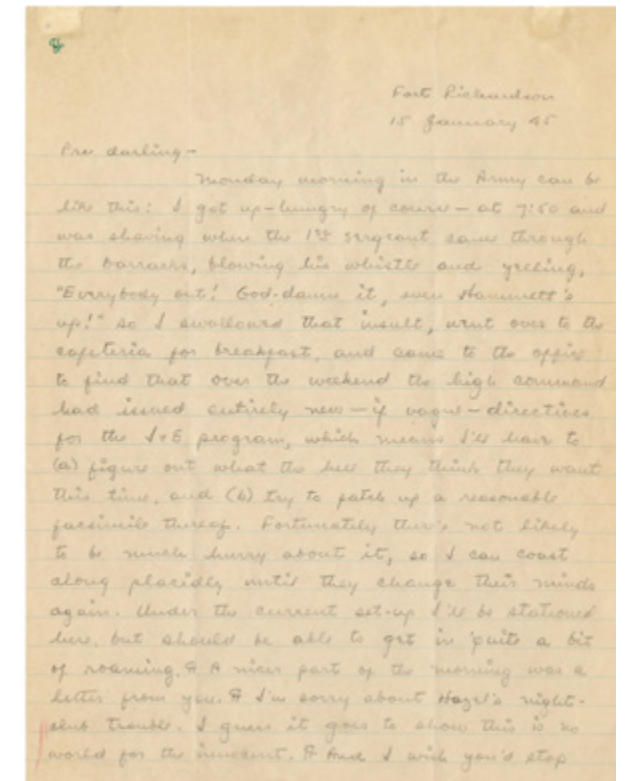 Fort Richardson
15 January 45
Pru darling—
Monday morning in the Army can be
like this: I got up—hungry of course—at 7:50 and
was shaving when the 1st sergeant came through
the barracks, blowing his whistle and yelling,
"Everybody out! God-damn it, even Hammett's
up!" so I swallowed that insult, went over to the
cafeteria for breakfast, and came to the office
to find that over the weekend the high command
had issued entirely new—if vague—directives
for the I+E program, which means I'll have to
(a) figure out what the hell they think they want
this time, and (b) try to patch up a reasonable
facsimile thereof. Fortunately there's not likely
to be much hurry about it, so I can coast
along placidly until they change their minds
again. Under the current set-up I'll be stationed
here, but should be able to get in quite a bit
of roaming. ¶ A nicer part of the morning was a
letter from you. ¶ I'm sorry about Hazel's night-
club trouble. I guess it goes to show this is no
world for the innocent. ¶ And I wish you'd stop